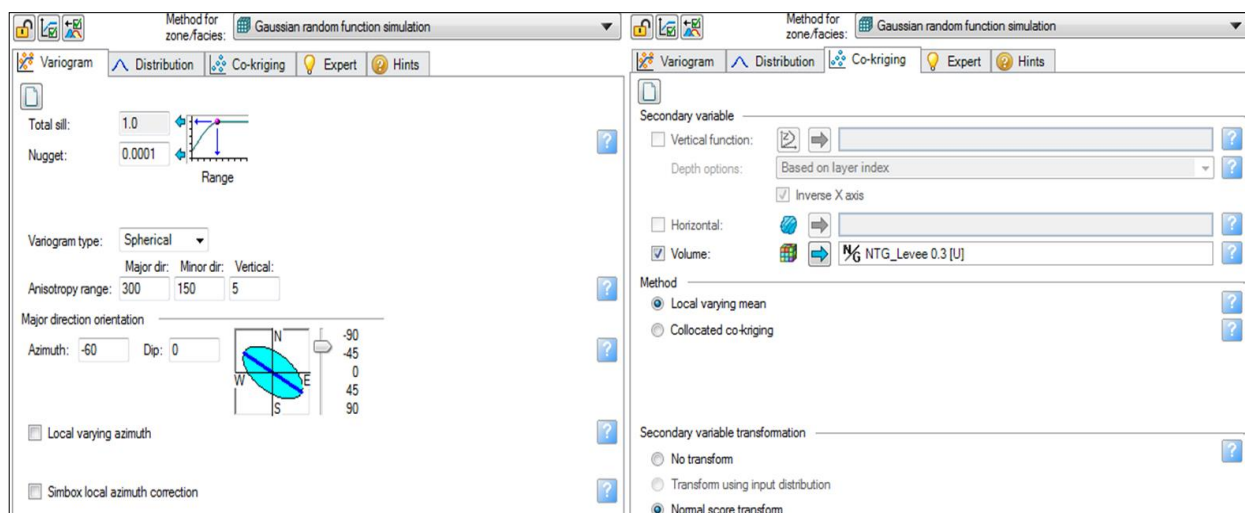 Method for
zone/facies: Gaussian random function simulation
Variogram Distribution Co-kriging Expert Hints
Total sill: 1.0
Nugget: 0.0001
Range
Variogram type: Spherical
Major dir: Minor dir: Vertical:
Anisotropy range: 300 150 5
Major direction orientation
Azimuth: -60 Dip: 0
N
W E
S
-90
-45
0
45
90
Local varying azimuth
Simbox local azimuth correction
Method for
zone/facies: Gaussian random function simulation
Variogram Distribution Co-kriging Expert Hints
Secondary variable
Vertical function:
Depth options: Based on layer index
Inverse X axis
Horizontal:
Volume: N/G NTG_Levee 0.3 [U]
Method
Local varying mean
Collocated co-kriging
Secondary variable transformation
No transform
Transform using input distribution
Normal score transform